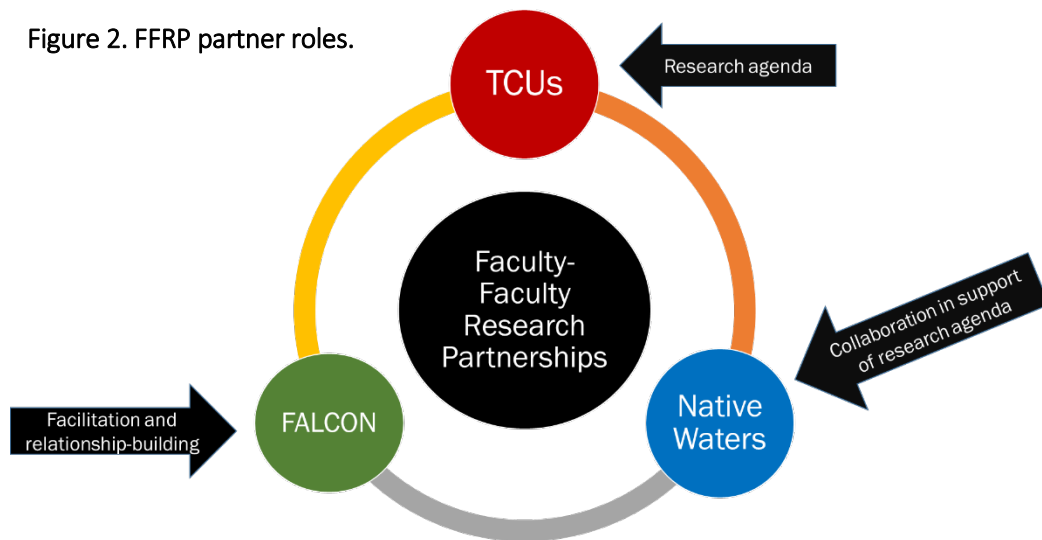 Figure 2. FFRP partner roles.
TCUs
Research agenda
Faculty-
Faculty
Research
Partnerships
Collaboration in support
of research agenda
Facilitation and
relationship-building
FALCON
Native
Waters